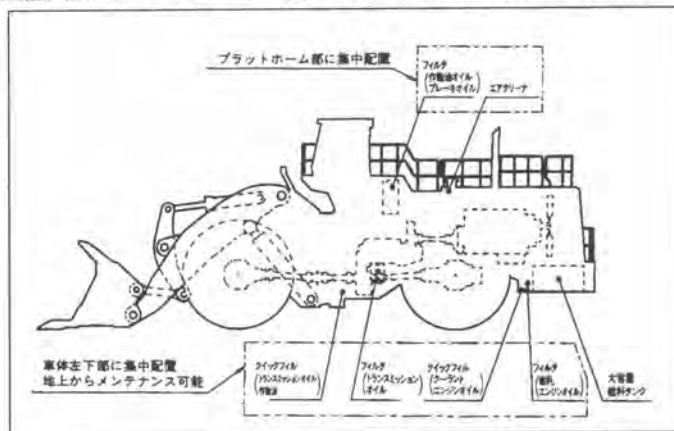 プラットホーム部に集中配置
フィルタ
(作動油オイル
ブレーキオイル)
エアクリーナ
車体左下部に集中配置
地上からメンテナンス可能
クイックフィル
(トランスミッションオイル
作動油)
フィルタ
(トランスミッション
オイル)
クイックフィル
(クーラント
エンジンオイル)
フィルタ
(燃料
エンジンオイル)
大容量
燃料タンク